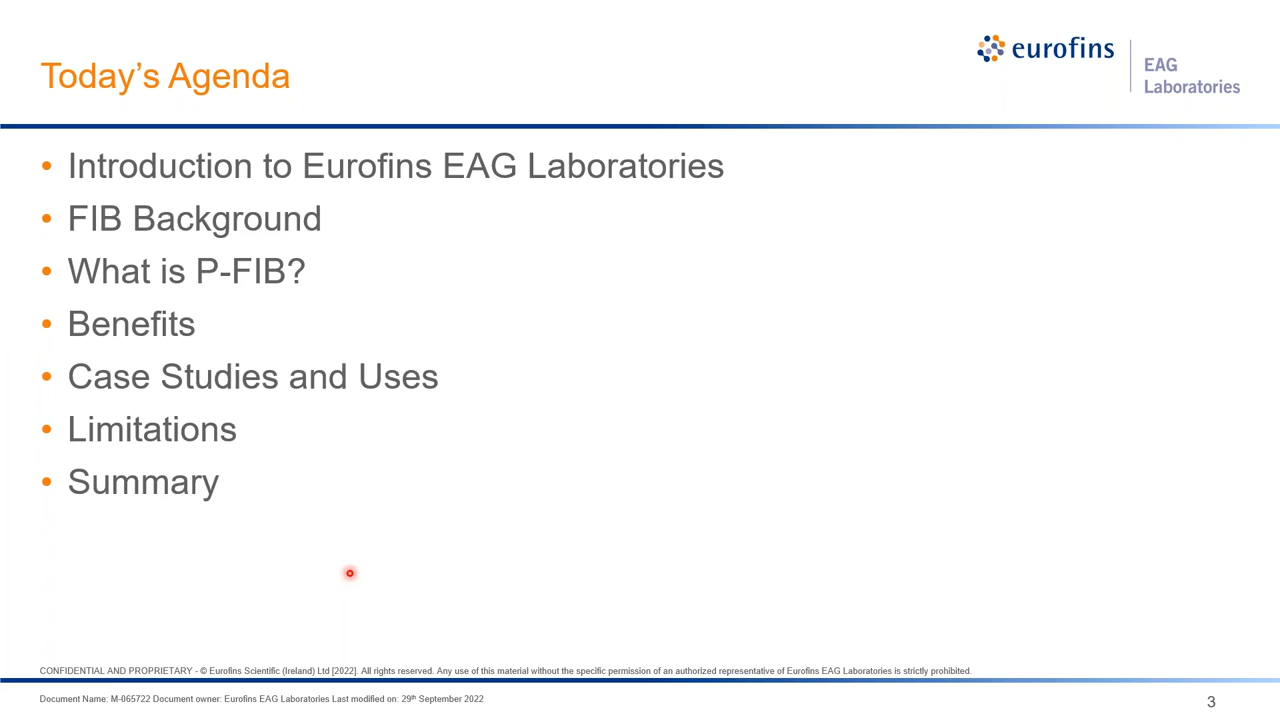 Today’s Agenda
eurofins
EAG
Laboratories
• Introduction to Eurofins EAG Laboratories
• FIB Background
• What is P-FIB?
• Benefits
• Case Studies and Uses
• Limitations
• Summary
CONFIDENTIAL AND PROPRIETARY - © Eurofins Scientific (Ireland) Ltd [2022]. All rights reserved. Any use of this material without the specific permission of an authorized representative of Eurofins EAG Laboratories is strictly prohibited.
Document Name: M-065722 Document owner: Eurofins EAG Laboratories Last modified on: 29th September 2022
3